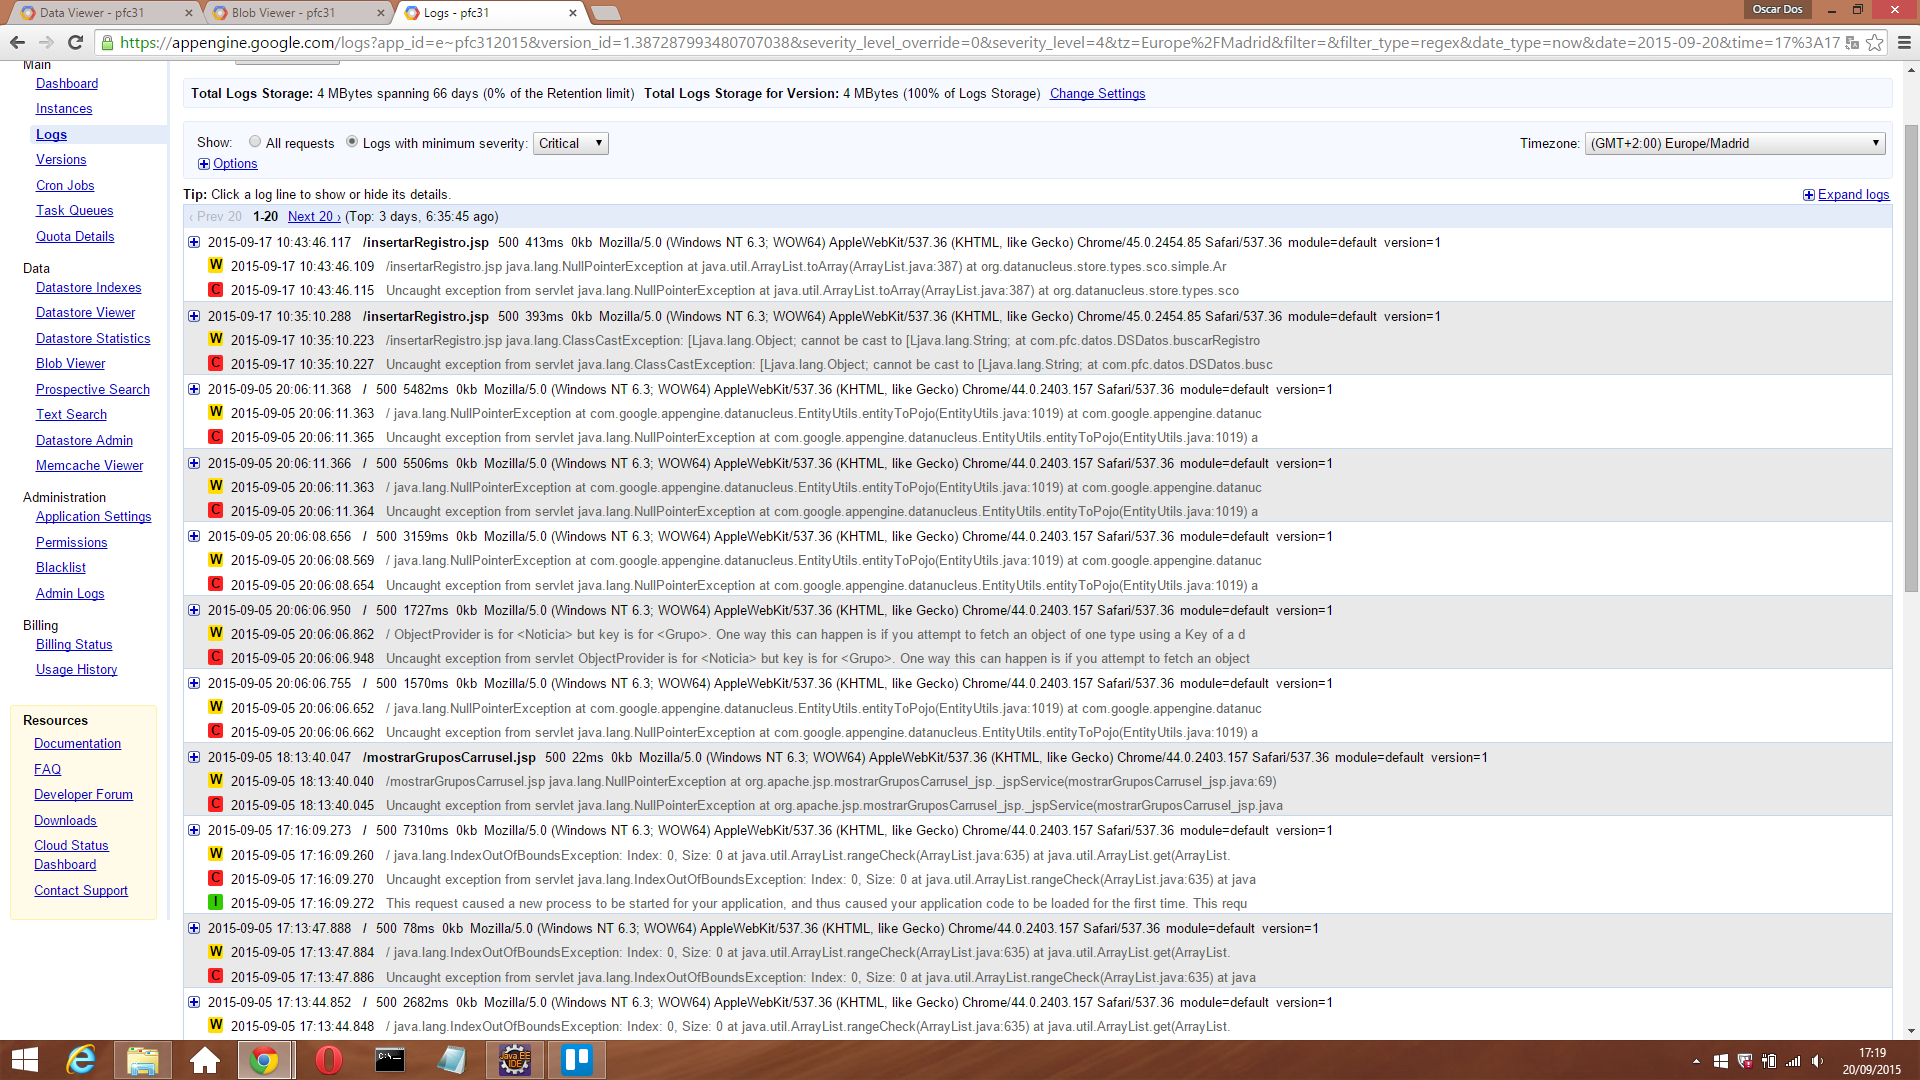 Data Viewer - pfc31
Blob Viewer - pfc31
Logs - pfc31
Oscar Dos
https://appengine.google.com/logs?app_id=e~pfc312015&version_id=1.387287993480707038&severity_level_override=0&severity_level=4&tz=Europe%2FMadrid&filter=&filter_type=regex&date_type=now&date=2015-09-20&time=17%3A17
Main
Dashboard
Instances
Logs
Versions
Cron Jobs
Task Queues
Quota Details
Data
Datastore Indexes
Datastore Viewer
Datastore Statistics
Blob Viewer
Prospective Search
Text Search
Datastore Admin
Memcache Viewer
Administration
Application Settings
Permissions
Blacklist
Admin Logs
Billing
Billing Status
Usage History
Resources
Documentation
FAQ
Developer Forum
Downloads
Cloud Status
Dashboard
Contact Support
Total Logs Storage: 4 MBytes spanning 66 days (0% of the Retention limit) Total Logs Storage for Version: 4 MBytes (100% of Logs Storage) Change Settings
Show: All requests Logs with minimum severity: Critical Timezone: (GMT+2:00) Europe/Madrid
Options
Tip: Click a log line to show or hide its details. Expand logs
‹ Prev 20 1-20 Next 20 › (Top: 3 days, 6:35:45 ago)
2015-09-17 10:43:46.117 /insertarRegistro.jsp 500 413ms 0kb Mozilla/5.0 (Windows NT 6.3; WOW64) AppleWebKit/537.36 (KHTML, like Gecko) Chrome/45.0.2454.85 Safari/537.36 module=default version=1
W 2015-09-17 10:43:46.109 /insertarRegistro.jsp java.lang.NullPointerException at java.util.ArrayList.toArray(ArrayList.java:387) at org.datanucleus.store.types.sco.simple.Ar
C 2015-09-17 10:43:46.115 Uncaught exception from servlet java.lang.NullPointerException at java.util.ArrayList.toArray(ArrayList.java:387) at org.datanucleus.store.types.sco
2015-09-17 10:35:10.288 /insertarRegistro.jsp 500 393ms 0kb Mozilla/5.0 (Windows NT 6.3; WOW64) AppleWebKit/537.36 (KHTML, like Gecko) Chrome/45.0.2454.85 Safari/537.36 module=default version=1
W 2015-09-17 10:35:10.223 /insertarRegistro.jsp java.lang.ClassCastException: [Ljava.lang.Object; cannot be cast to [Ljava.lang.String; at com.pfc.datos.DSDatos.buscarRegistro
C 2015-09-17 10:35:10.227 Uncaught exception from servlet java.lang.ClassCastException: [Ljava.lang.Object; cannot be cast to [Ljava.lang.String; at com.pfc.datos.DSDatos.busc
2015-09-05 20:06:11.368 / 500 5482ms 0kb Mozilla/5.0 (Windows NT 6.3; WOW64) AppleWebKit/537.36 (KHTML, like Gecko) Chrome/44.0.2403.157 Safari/537.36 module=default version=1
W 2015-09-05 20:06:11.363 / java.lang.NullPointerException at com.google.appengine.datanucleus.EntityUtils.entityToPojo(EntityUtils.java:1019) at com.google.appengine.datanuc
C 2015-09-05 20:06:11.365 Uncaught exception from servlet java.lang.NullPointerException at com.google.appengine.datanucleus.EntityUtils.entityToPojo(EntityUtils.java:1019) a
2015-09-05 20:06:11.366 / 500 5506ms 0kb Mozilla/5.0 (Windows NT 6.3; WOW64) AppleWebKit/537.36 (KHTML, like Gecko) Chrome/44.0.2403.157 Safari/537.36 module=default version=1
W 2015-09-05 20:06:11.363 / java.lang.NullPointerException at com.google.appengine.datanucleus.EntityUtils.entityToPojo(EntityUtils.java:1019) at com.google.appengine.datanuc
C 2015-09-05 20:06:11.364 Uncaught exception from servlet java.lang.NullPointerException at com.google.appengine.datanucleus.EntityUtils.entityToPojo(EntityUtils.java:1019) a
2015-09-05 20:06:08.656 / 500 3159ms 0kb Mozilla/5.0 (Windows NT 6.3; WOW64) AppleWebKit/537.36 (KHTML, like Gecko) Chrome/44.0.2403.157 Safari/537.36 module=default version=1
W 2015-09-05 20:06:08.569 / java.lang.NullPointerException at com.google.appengine.datanucleus.EntityUtils.entityToPojo(EntityUtils.java:1019) at com.google.appengine.datanuc
C 2015-09-05 20:06:08.654 Uncaught exception from servlet java.lang.NullPointerException at com.google.appengine.datanucleus.EntityUtils.entityToPojo(EntityUtils.java:1019) a
2015-09-05 20:06:06.950 / 500 1727ms 0kb Mozilla/5.0 (Windows NT 6.3; WOW64) AppleWebKit/537.36 (KHTML, like Gecko) Chrome/44.0.2403.157 Safari/537.36 module=default version=1
W 2015-09-05 20:06:06.862 / ObjectProvider is for <Noticia> but key is for <Grupo>. One way this can happen is if you attempt to fetch an object of one type using a Key of a d
C 2015-09-05 20:06:06.948 Uncaught exception from servlet ObjectProvider is for <Noticia> but key is for <Grupo>. One way this can happen is if you attempt to fetch an object
2015-09-05 20:06:06.755 / 500 1570ms 0kb Mozilla/5.0 (Windows NT 6.3; WOW64) AppleWebKit/537.36 (KHTML, like Gecko) Chrome/44.0.2403.157 Safari/537.36 module=default version=1
W 2015-09-05 20:06:06.652 / java.lang.NullPointerException at com.google.appengine.datanucleus.EntityUtils.entityToPojo(EntityUtils.java:1019) at com.google.appengine.datanuc
C 2015-09-05 20:06:06.662 Uncaught exception from servlet java.lang.NullPointerException at com.google.appengine.datanucleus.EntityUtils.entityToPojo(EntityUtils.java:1019) a
2015-09-05 18:13:40.047 /mostrarGruposCarrusel.jsp 500 22ms 0kb Mozilla/5.0 (Windows NT 6.3; WOW64) AppleWebKit/537.36 (KHTML, like Gecko) Chrome/44.0.2403.157 Safari/537.36 module=default version=1
W 2015-09-05 18:13:40.040 /mostrarGruposCarrusel.jsp java.lang.NullPointerException at org.apache.jsp.mostrarGruposCarrusel_jsp._jspService(mostrarGruposCarrusel_jsp.java:69)
C 2015-09-05 18:13:40.045 Uncaught exception from servlet java.lang.NullPointerException at org.apache.jsp.mostrarGruposCarrusel_jsp._jspService(mostrarGruposCarrusel_jsp.java
2015-09-05 17:16:09.273 / 500 7310ms 0kb Mozilla/5.0 (Windows NT 6.3; WOW64) AppleWebKit/537.36 (KHTML, like Gecko) Chrome/44.0.2403.157 Safari/537.36 module=default version=1
W 2015-09-05 17:16:09.260 / java.lang.IndexOutOfBoundsException: Index: 0, Size: 0 at java.util.ArrayList.rangeCheck(ArrayList.java:635) at java.util.ArrayList.get(ArrayList.
C 2015-09-05 17:16:09.270 Uncaught exception from servlet java.lang.IndexOutOfBoundsException: Index: 0, Size: 0 at java.util.ArrayList.rangeCheck(ArrayList.java:635) at java
I 2015-09-05 17:16:09.272 This request caused a new process to be started for your application, and thus caused your application code to be loaded for the first time. This requ
2015-09-05 17:13:47.888 / 500 78ms 0kb Mozilla/5.0 (Windows NT 6.3; WOW64) AppleWebKit/537.36 (KHTML, like Gecko) Chrome/44.0.2403.157 Safari/537.36 module=default version=1
W 2015-09-05 17:13:47.884 / java.lang.IndexOutOfBoundsException: Index: 0, Size: 0 at java.util.ArrayList.rangeCheck(ArrayList.java:635) at java.util.ArrayList.get(ArrayList.
C 2015-09-05 17:13:47.886 Uncaught exception from servlet java.lang.IndexOutOfBoundsException: Index: 0, Size: 0 at java.util.ArrayList.rangeCheck(ArrayList.java:635) at java
2015-09-05 17:13:44.852 / 500 2682ms 0kb Mozilla/5.0 (Windows NT 6.3; WOW64) AppleWebKit/537.36 (KHTML, like Gecko) Chrome/44.0.2403.157 Safari/537.36 module=default version=1
W 2015-09-05 17:13:44.848 / java.lang.IndexOutOfBoundsException: Index: 0, Size: 0 at java.util.ArrayList.rangeCheck(ArrayList.java:635) at java.util.ArrayList.get(ArrayList.
Java EE
IDE
17:19
20/09/2015